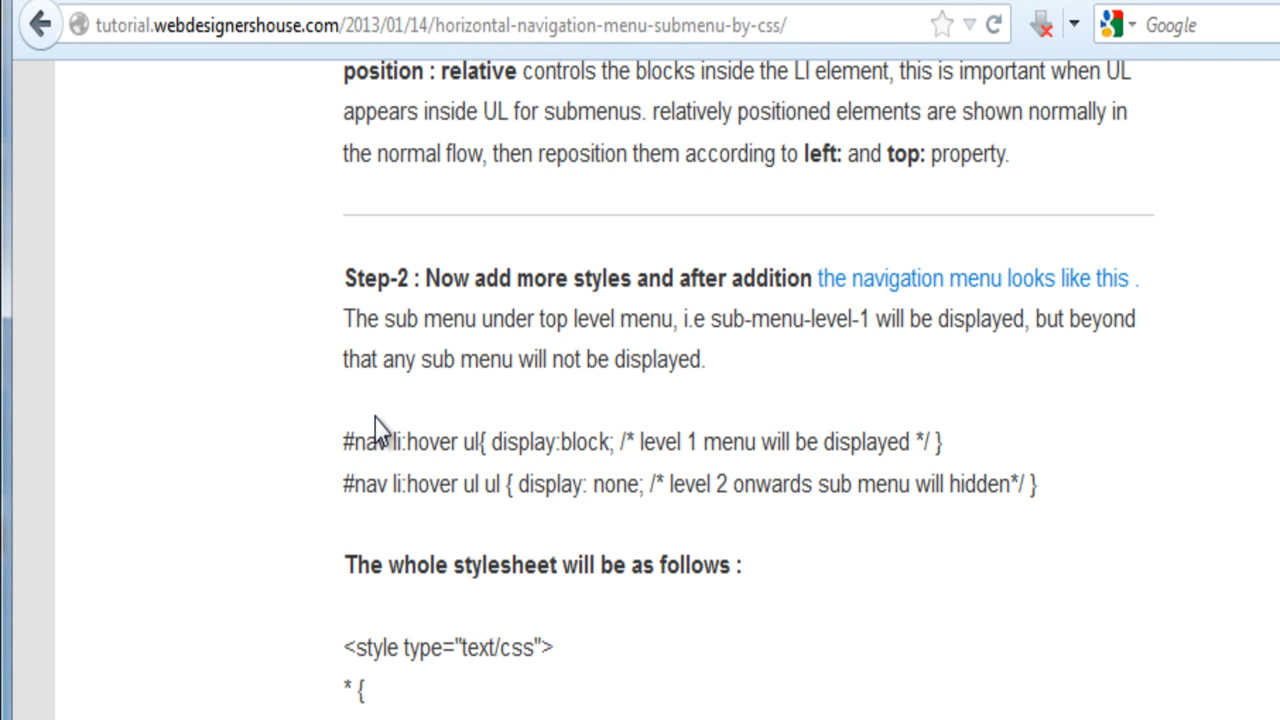 tutorial.webdesignershouse.com/2013/01/14/horizontal-navigation-menu-submenu-by-css/
Google
position : relative controls the blocks inside the LI element, this is important when UL
appears inside UL for submenus. relatively positioned elements are shown normally in
the normal flow, then reposition them according to left: and top: property.
Step-2 : Now add more styles and after addition the navigation menu looks like this .
The sub menu under top level menu, i.e sub-menu-level-1 will be displayed, but beyond
that any sub menu will not be displayed.
#nav li:hover ul{ display:block; /* level 1 menu will be displayed */ }
#nav li:hover ul ul { display: none; /* level 2 onwards sub menu will hidden*/ }
The whole stylesheet will be as follows :
<style type="text/css">
* {